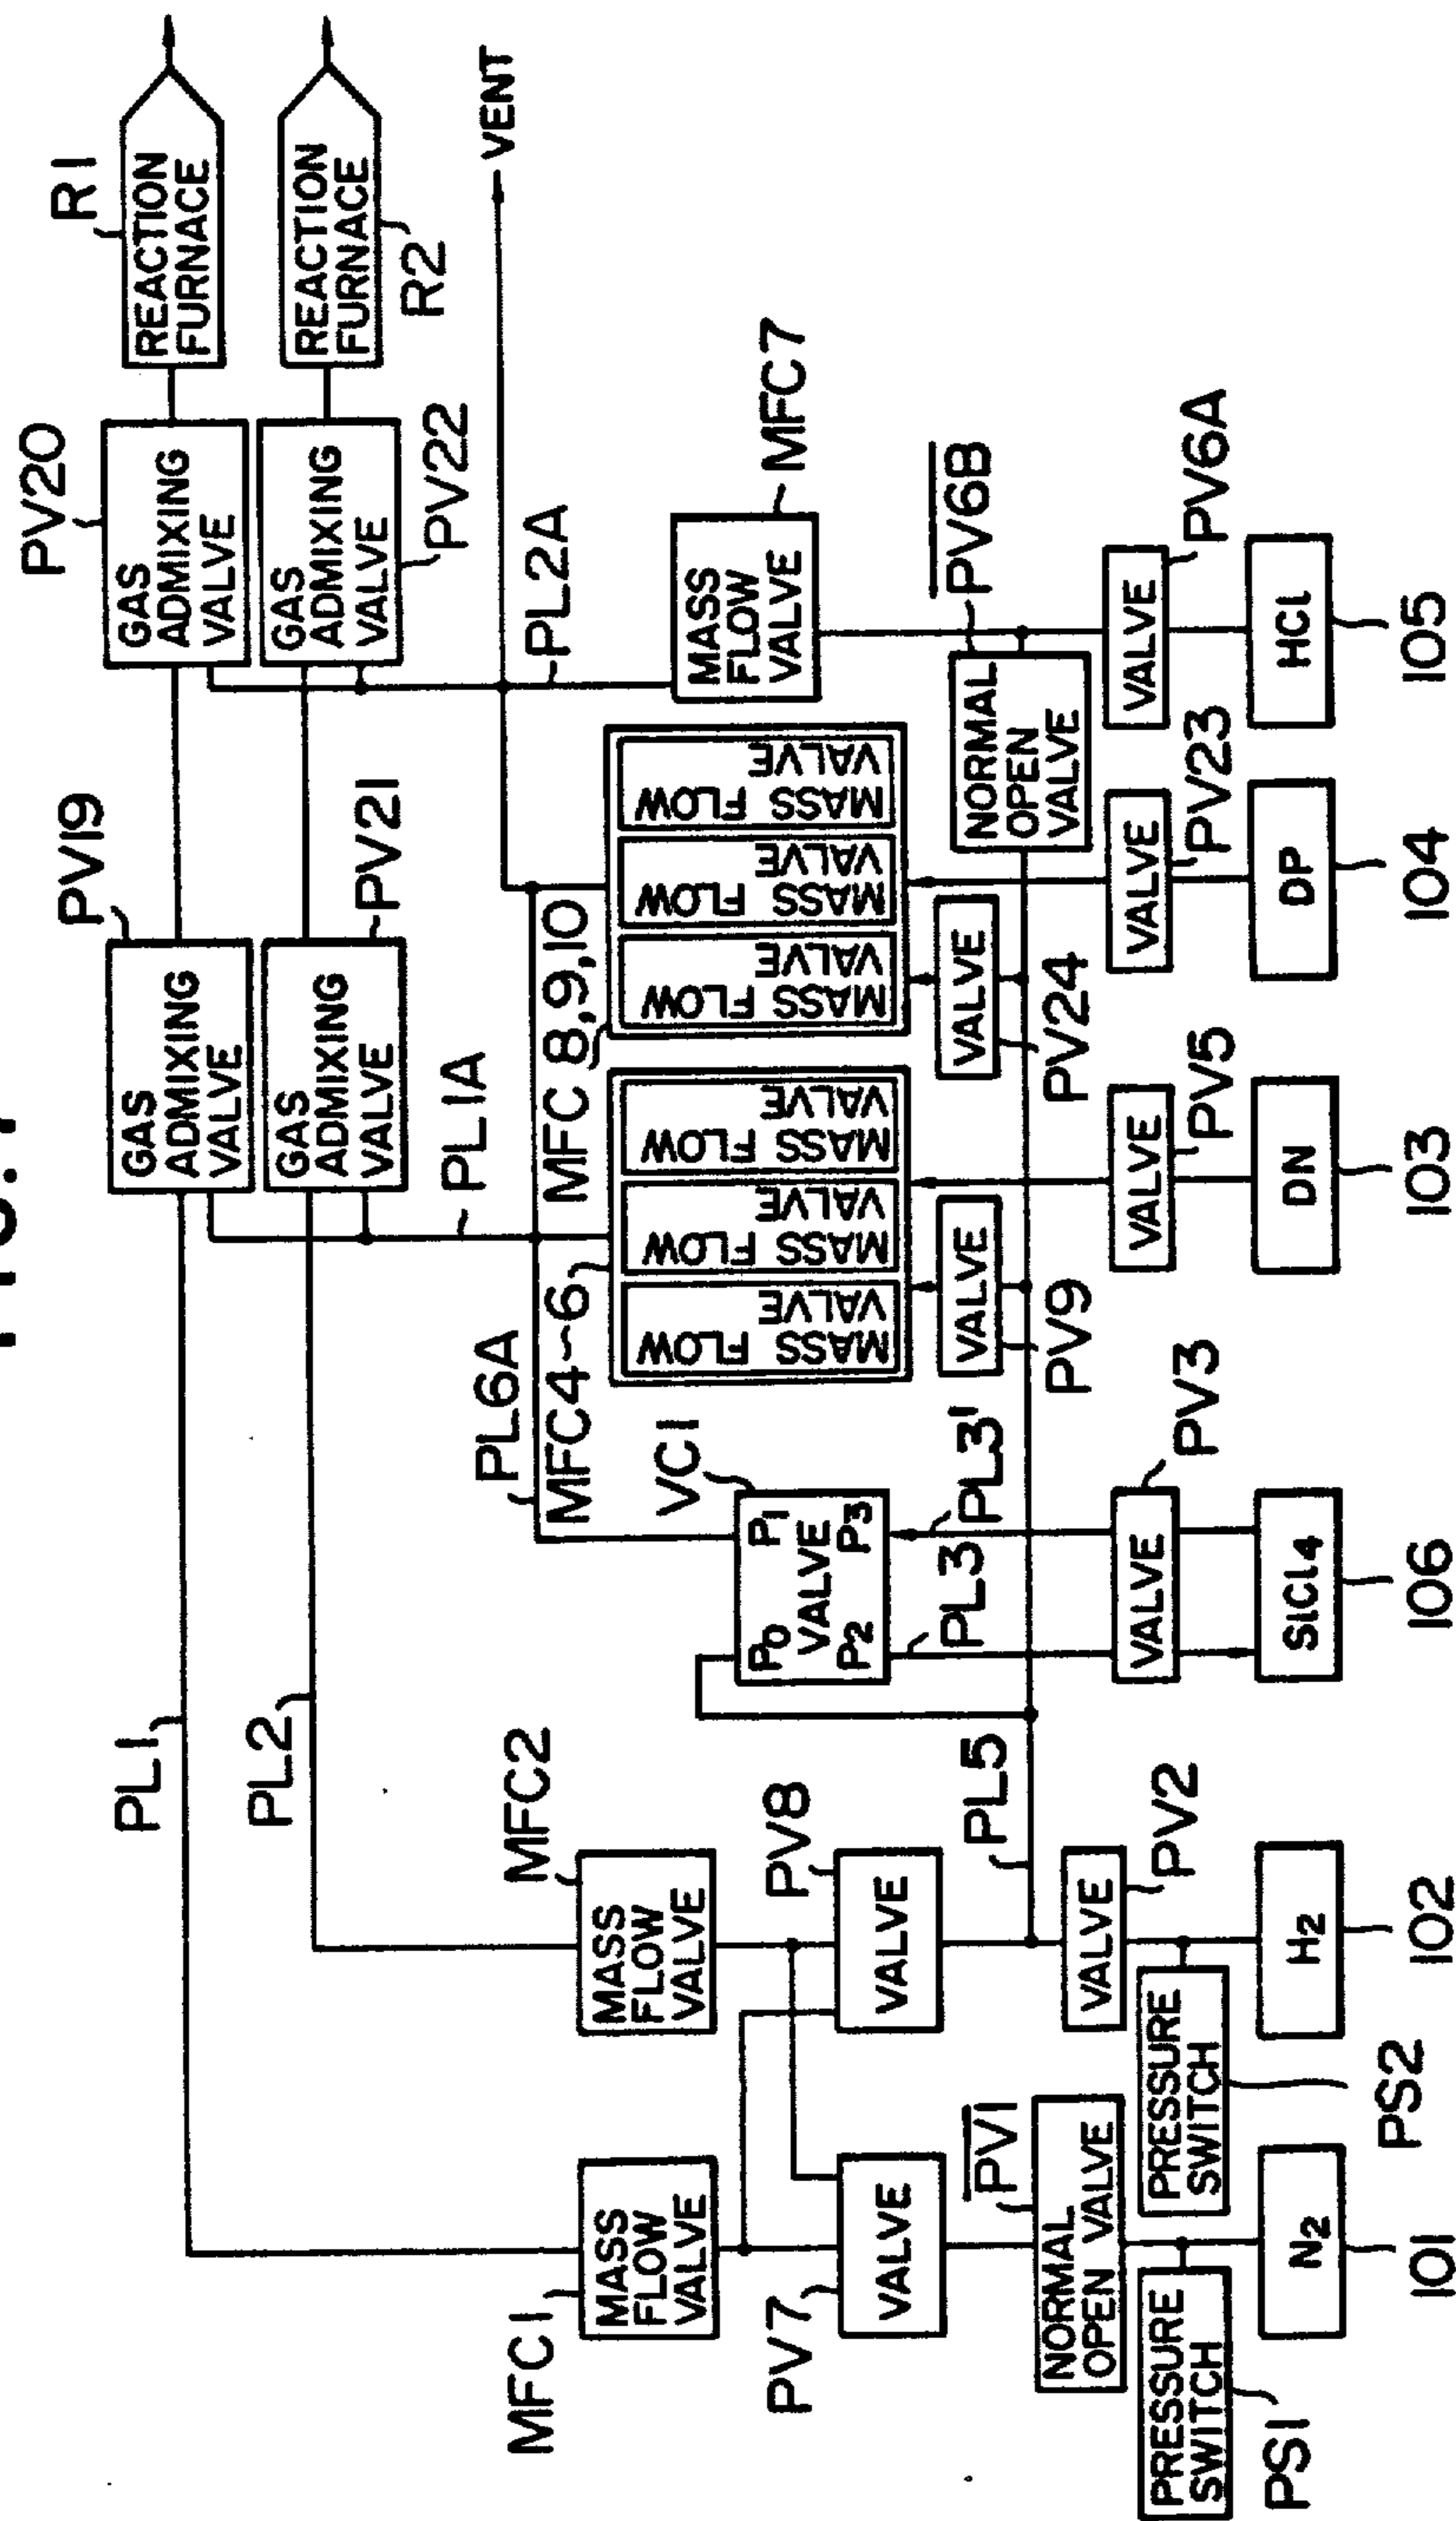 R1
REACTION
FURNACE
REACTION
FURNACE
R2
VENT
PV20
GAS
ADMIXING
VALVE
GAS
ADMIXING
VALVE
PV22
PL2A
PV19
GAS
ADMIXING
VALVE
GAS
ADMIXING
VALVE
PV21
PL1A
PL1
PL2
PL6A
MFC1
MASS
FLOW
VALVE
MFC2
MASS
FLOW
VALVE
MFC4~6
MASS FLOW
VALVE
MASS FLOW
VALVE
MASS FLOW
VALVE
MFC 8,9,10
MASS FLOW
VALVE
MASS FLOW
VALVE
MASS FLOW
VALVE
MASS
FLOW
VALVE
MFC7
VC1
P0 P1
VALVE
P2 P3
PV7
VALVE
PV8
VALVE
PL5
PL3
PL3'
VALVE
PV9
VALVE
PV24
NORMAL
OPEN
VALVE
PV6B
NORMAL
OPEN VALVE
PV1
VALVE
PV2
VALVE
PV3
VALVE
PV5
VALVE
PV23
VALVE
PV6A
PRESSURE
SWITCH
PS1
PRESSURE
SWITCH
PS2
N2
H2
SiCl4
DN
DP
HCl
101
102
106
103
104
105